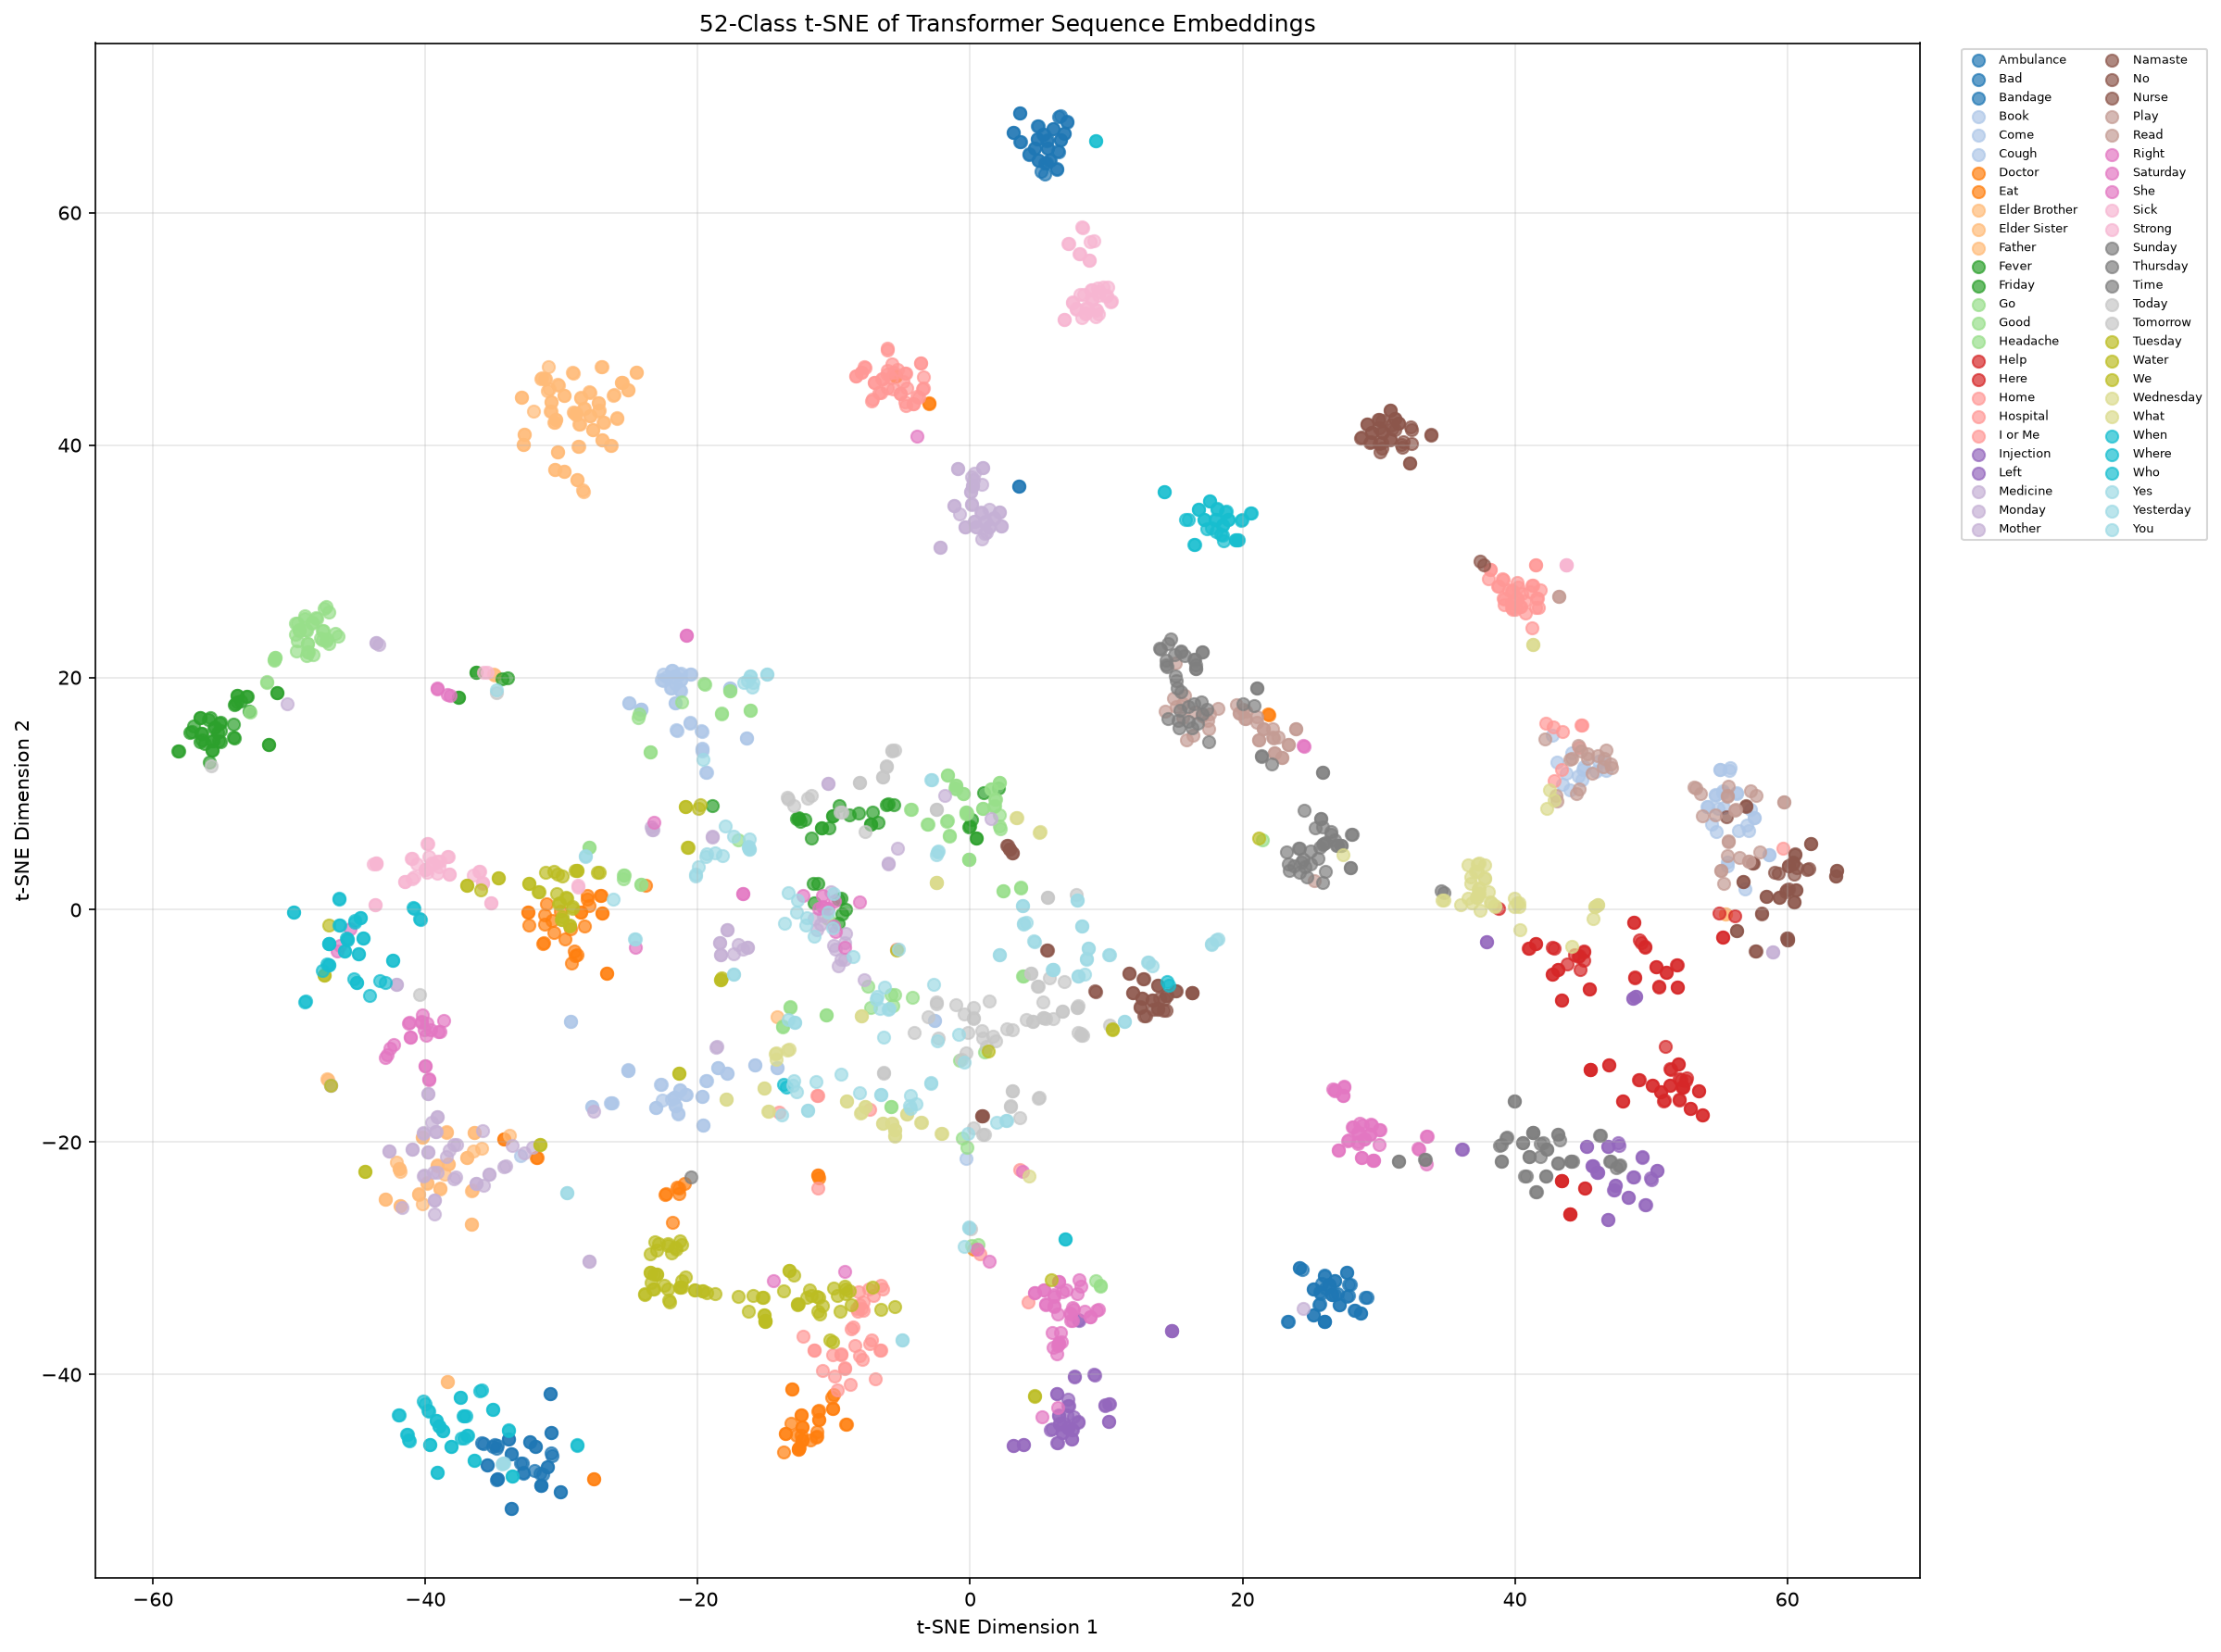 52-Class t-SNE of Transformer Sequence Embeddings
t-SNE Dimension 2
60
40
20
0
−20
−40
−60
−40
−20
0
20
40
60
t-SNE Dimension 1
Ambulance
Bad
Bandage
Book
Come
Cough
Doctor
Eat
Elder Brother
Elder Sister
Father
Fever
Friday
Go
Good
Headache
Help
Here
Home
Hospital
I or Me
Injection
Left
Medicine
Monday
Mother
Namaste
No
Nurse
Play
Read
Right
Saturday
She
Sick
Strong
Sunday
Thursday
Time
Today
Tomorrow
Tuesday
Water
We
Wednesday
What
When
Where
Who
Yes
Yesterday
You